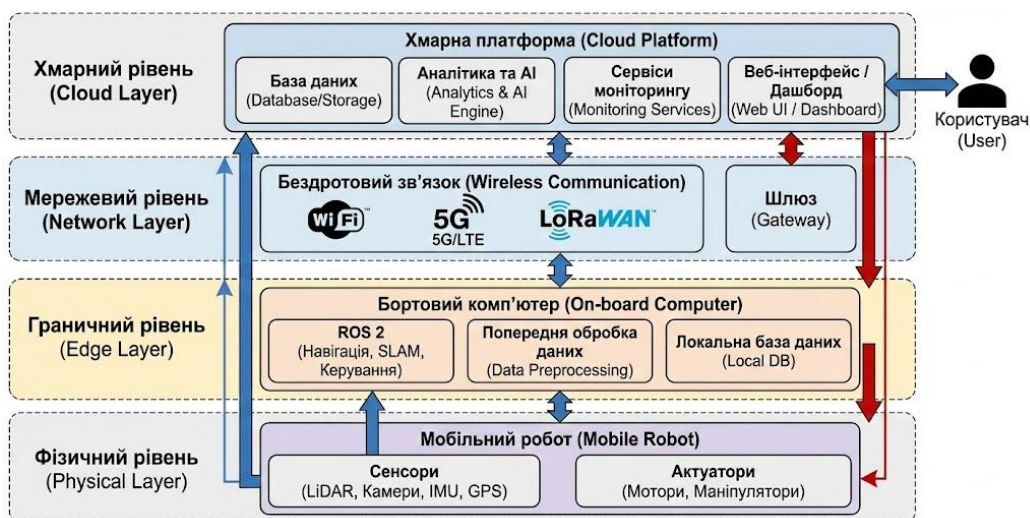 Хмарна платформа (Cloud Platform)
Хмарний рівень
(Cloud Layer)
База даних
(Database/Storage)
Аналітика та AI
(Analytics & AI
Engine)
Сервіси
моніторингу
(Monitoring Services)
Веб-інтерфейс /
Дашборд
(Web UI / Dashboard)
Користувач
(User)
Мережевий рівень
(Network Layer)
Бездротовий зв’язок (Wireless Communication)
WiFi™
5G
5G/LTE
LoRaWAN™
Шлюз
(Gateway)
Граничний рівень
(Edge Layer)
Бортовий комп’ютер (On-board Computer)
ROS 2
(Навігація, SLAM,
Керування)
Попередня обробка
даних
(Data Preprocessing)
Локальна база даних
(Local DB)
Фізичний рівень
(Physical Layer)
Мобільний робот (Mobile Robot)
Сенсори
(LiDAR, Камери, IMU, GPS)
Актуатори
(Мотори, Маніпулятори)